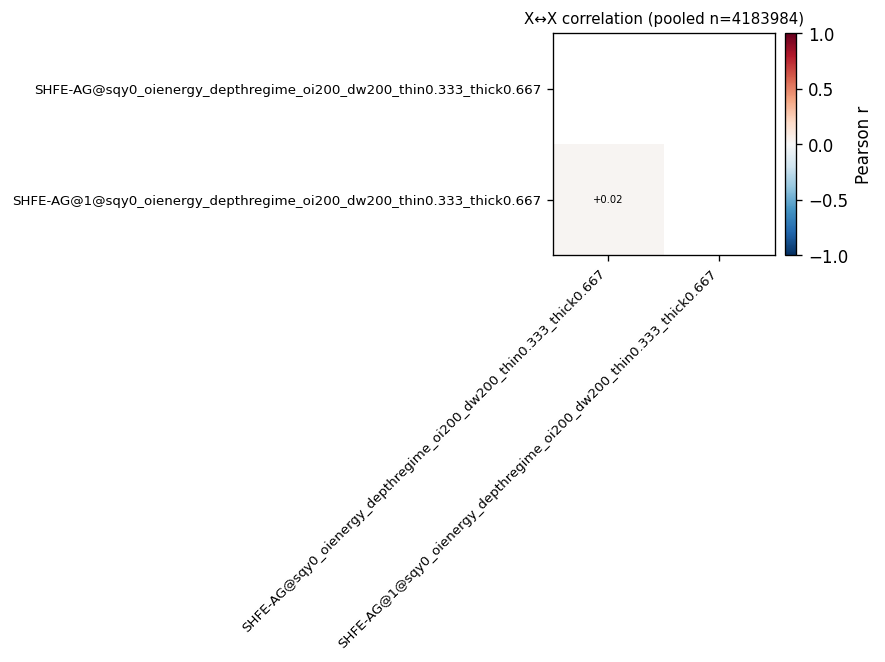 X↔X correlation (pooled n=4183984)
SHFE-AG@sqy0_oienergy_depthregime_oi200_dw200_thin0.333_thick0.667
SHFE-AG@1@sqy0_oienergy_depthregime_oi200_dw200_thin0.333_thick0.667
+0.02
1.0
0.5
0.0
−0.5
−1.0
Pearson r
SHFE-AG@sqy0_oienergy_depthregime_oi200_dw200_thin0.333_thick0.667
SHFE-AG@1@sqy0_oienergy_depthregime_oi200_dw200_thin0.333_thick0.667